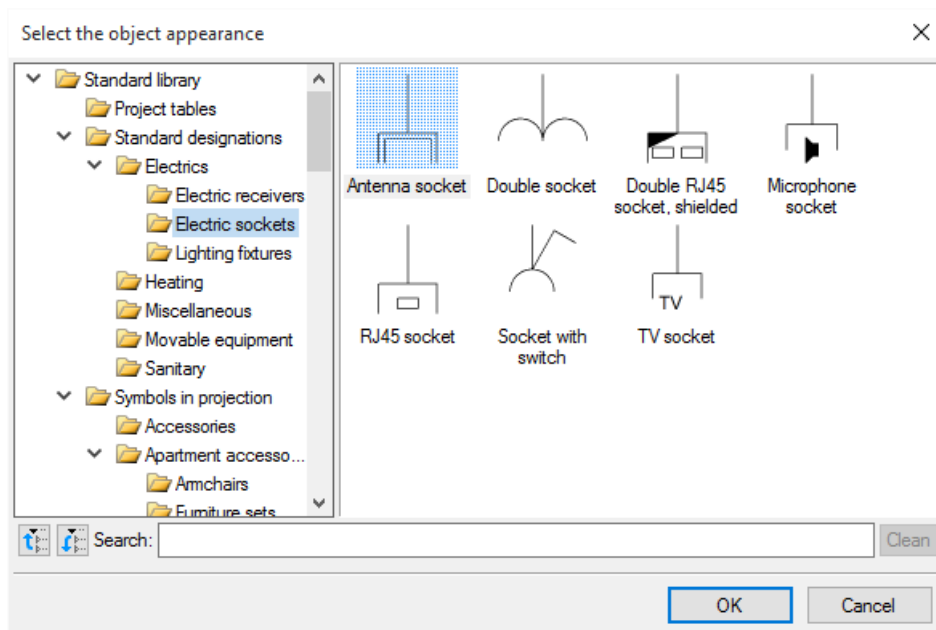 Select the object appearance
Standard library
Project tables
Standard designations
Electrics
Electric receivers
Electric sockets
Lighting fixtures
Heating
Miscellaneous
Movable equipment
Sanitary
Symbols in projection
Accessories
Apartment accesso...
Armchairs
Furniture sets
Antenna socket
Double socket
Double RJ45
socket, shielded
Microphone
socket
TV
RJ45 socket
Socket with
switch
TV socket
Search:
Clean
OK
Cancel